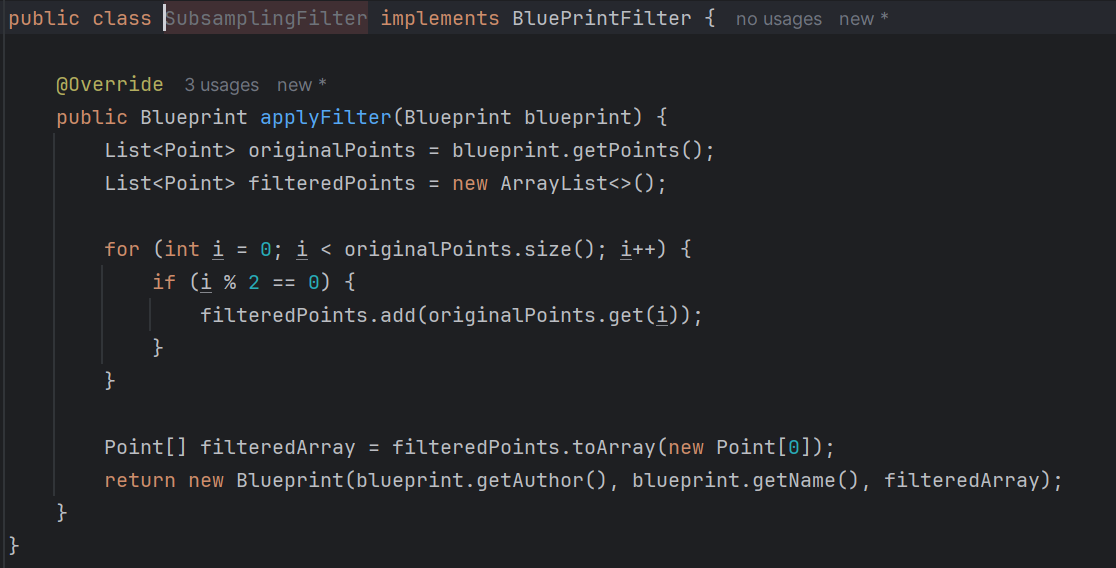 public class SubsamplingFilter implements BluePrintFilter { no usages new *
@Override 3 usages new *
public Blueprint applyFilter(Blueprint blueprint) {
List<Point> originalPoints = blueprint.getPoints();
List<Point> filteredPoints = new ArrayList<>();
for (int i = 0; i < originalPoints.size(); i++) {
if (i % 2 == 0) {
filteredPoints.add(originalPoints.get(i));
}
}
Point[] filteredArray = filteredPoints.toArray(new Point[0]);
return new Blueprint(blueprint.getAuthor(), blueprint.getName(), filteredArray);
}
}